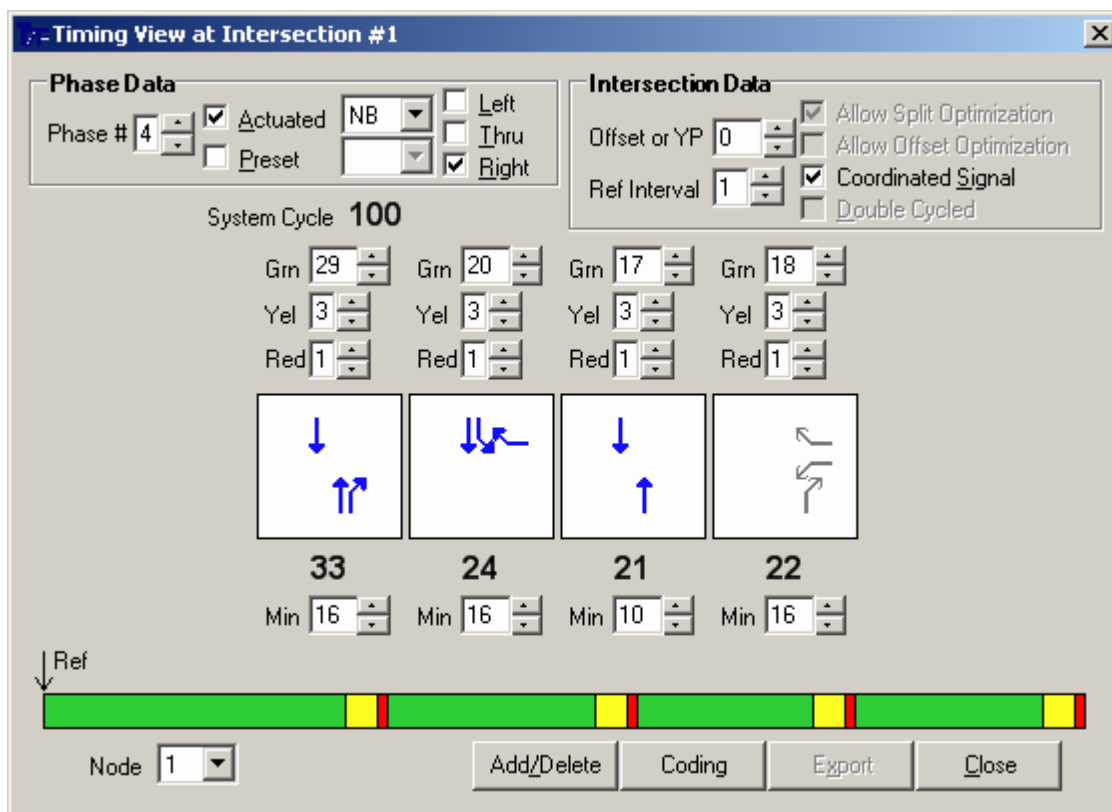 Timing View at Intersection #1
Phase Data
Phase # 4
Actuated
Preset
NB
Left
Thru
Right
Intersection Data
Offset or YP 0
Ref Interval 1
Allow Split Optimization
Allow Offset Optimization
Coordinated Signal
Double Cycled
System Cycle 100
Grn 29 Grn 20 Grn 17 Grn 18
Yel 3 Yel 3 Yel 3 Yel 3
Red 1 Red 1 Red 1 Red 1
33 24 21 22
Min 16 Min 16 Min 10 Min 16
Ref
Node 1 Add/Delete Coding Export Close